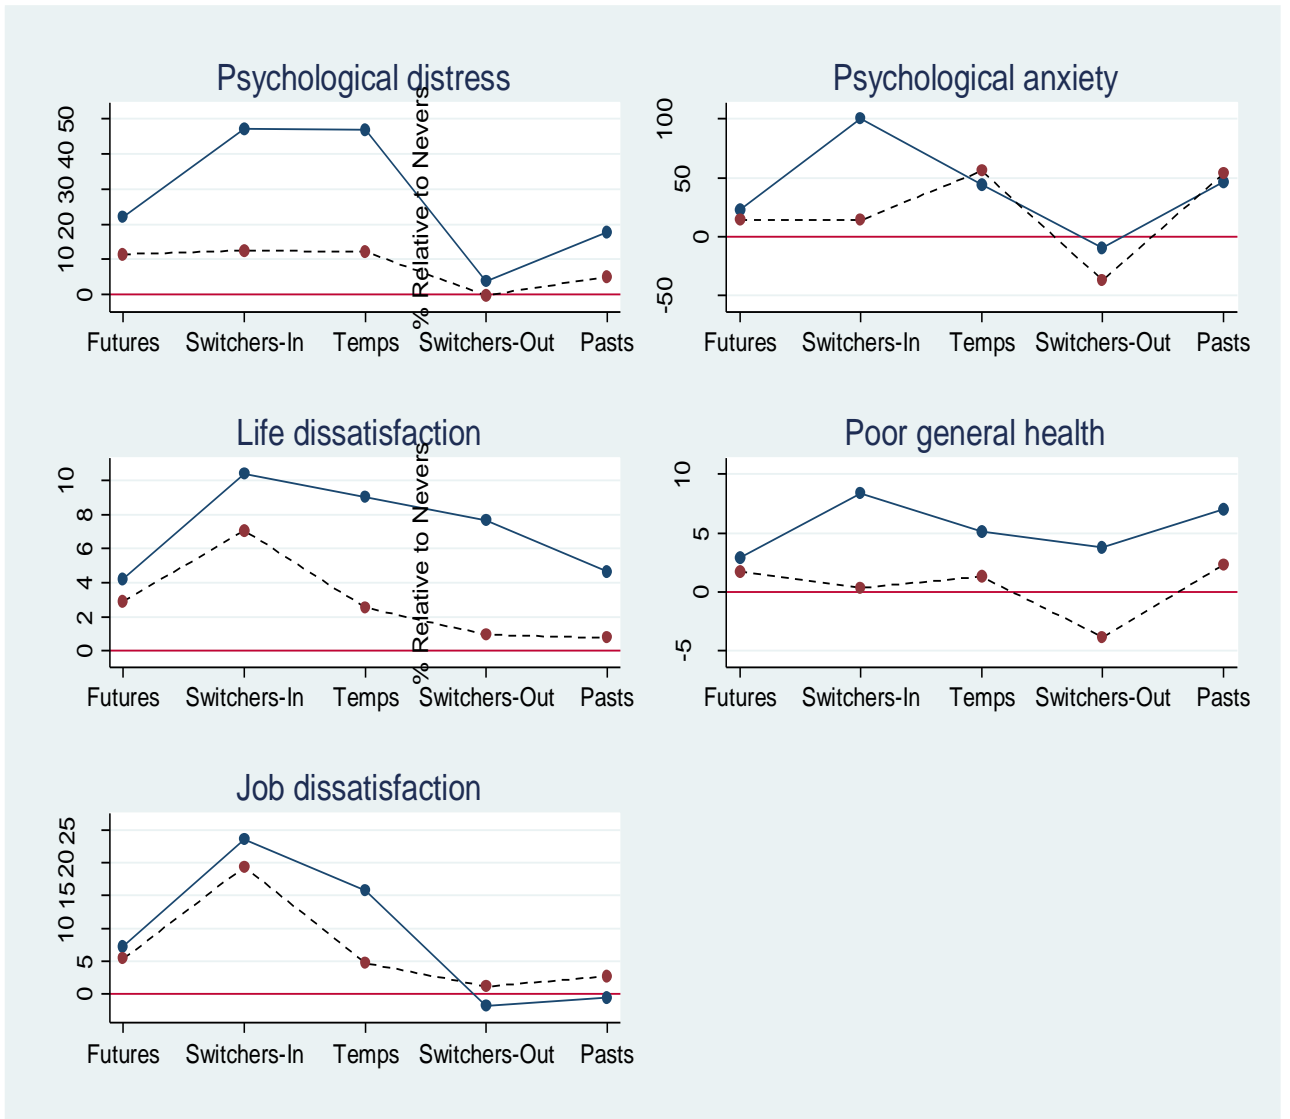 Psychological distress
% Relative to Nevers
50
40
30
20
10
0
Futures Switchers-In Temps Switchers-Out Pasts
Psychological anxiety
100
50
0
-50
Futures Switchers-In Temps Switchers-Out Pasts
Life dissatisfaction
% Relative to Nevers
10
8
6
4
2
0
Futures Switchers-In Temps Switchers-Out Pasts
Poor general health
10
5
0
-5
Futures Switchers-In Temps Switchers-Out Pasts
Job dissatisfaction
25
20
15
10
5
0
Futures Switchers-In Temps Switchers-Out Pasts